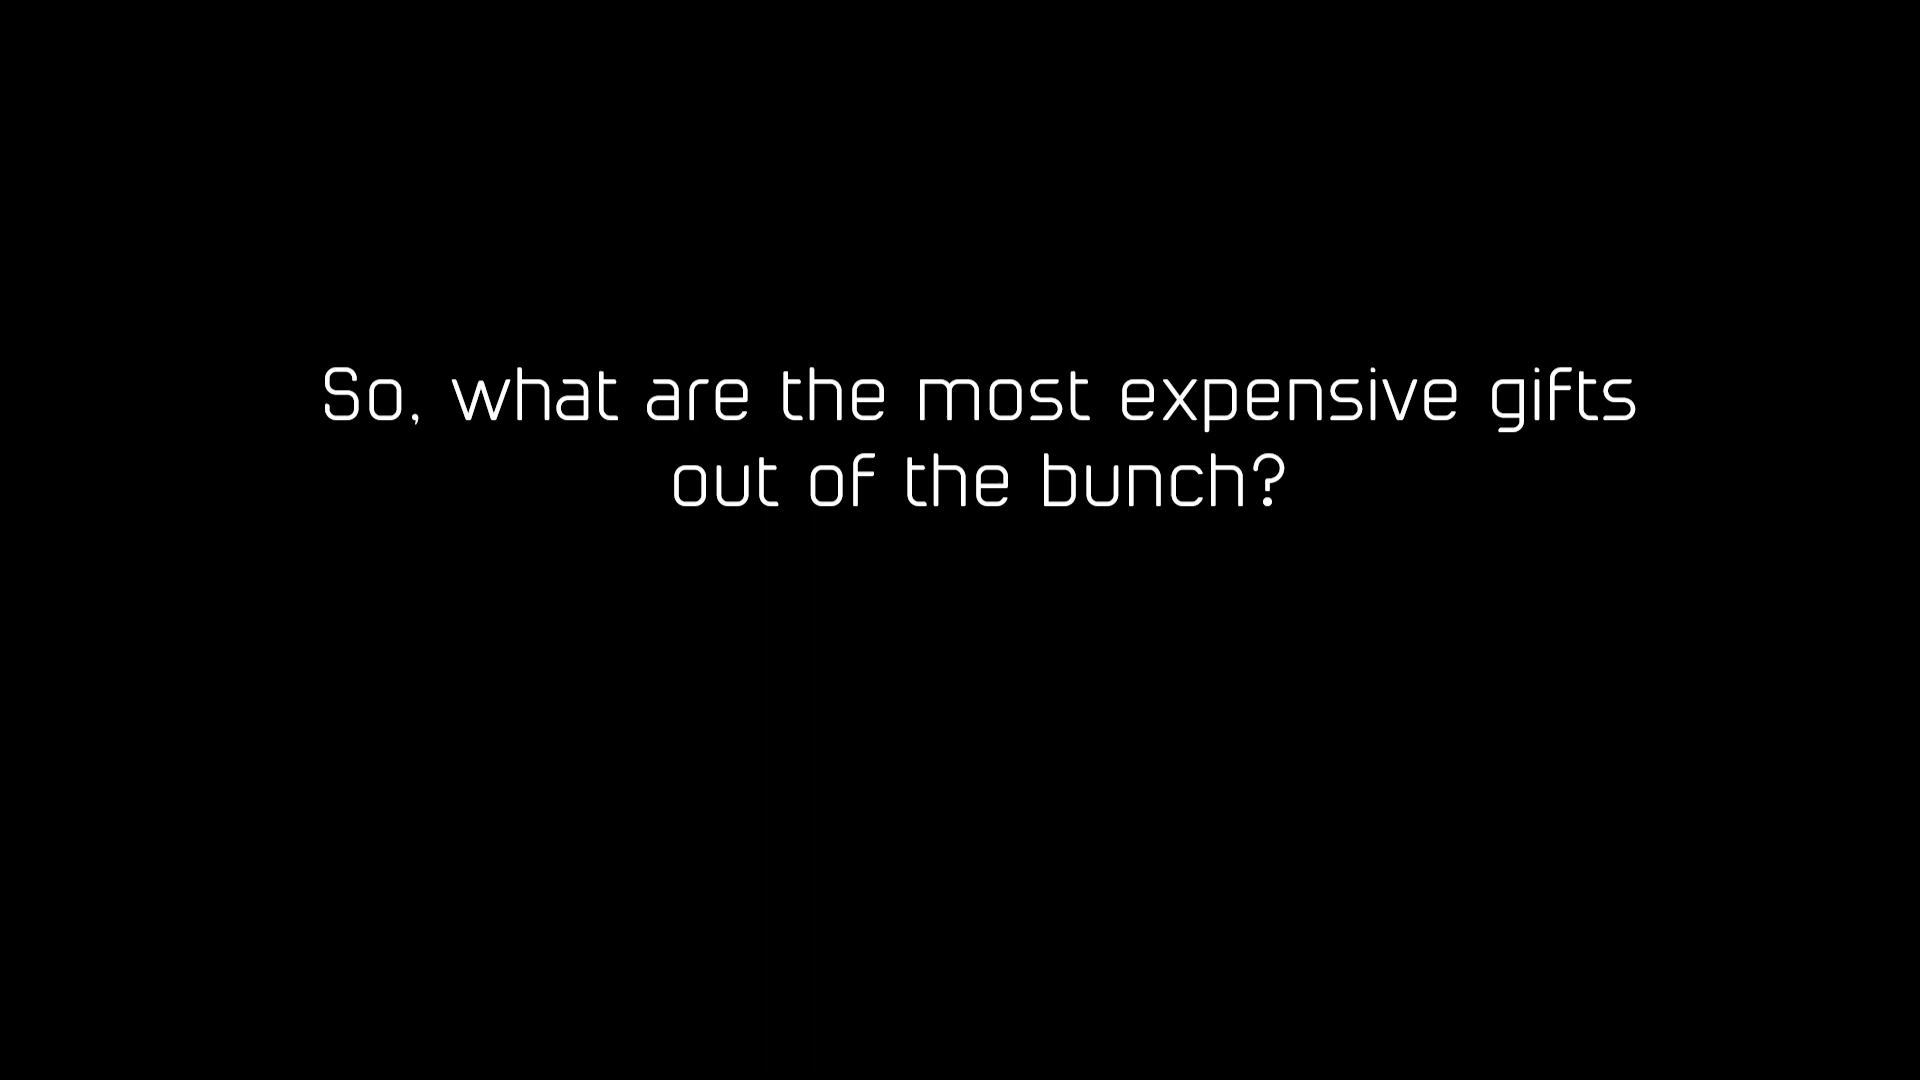 So, what are the most expensive gifts
out of the bunch?